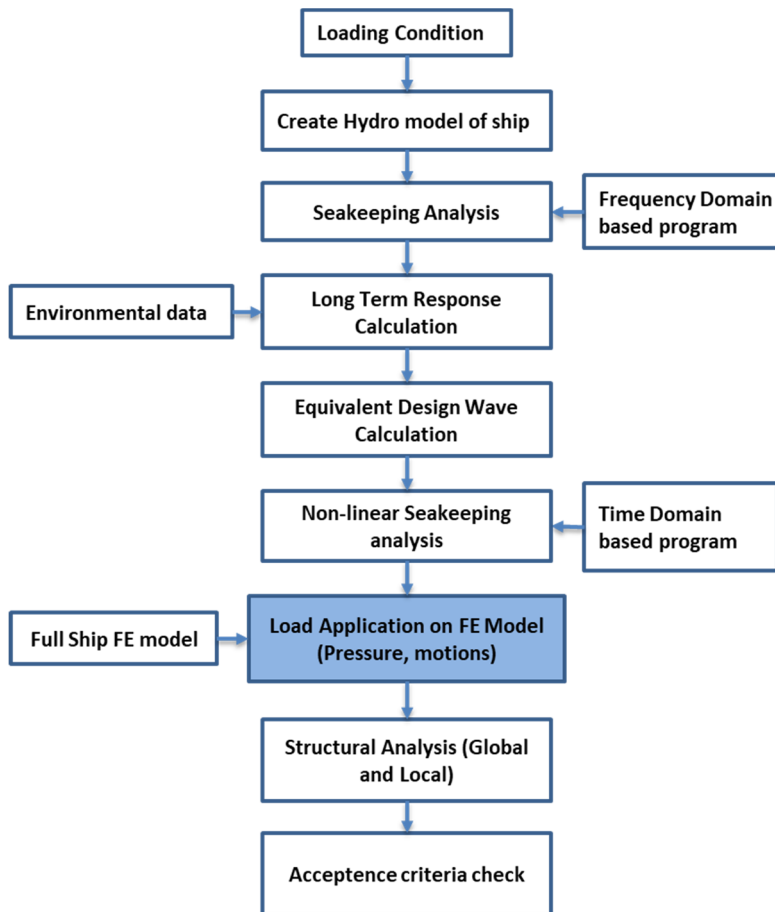 Loading Condition
Create Hydro model of ship
Seakeeping Analysis
Frequency Domain
based program
Environmental data
Long Term Response
Calculation
Equivalent Design Wave
Calculation
Non-linear Seakeeping
analysis
Time Domain
based program
Full Ship FE model
Load Application on FE Model
(Pressure, motions)
Structural Analysis (Global
and Local)
Acceptence criteria check